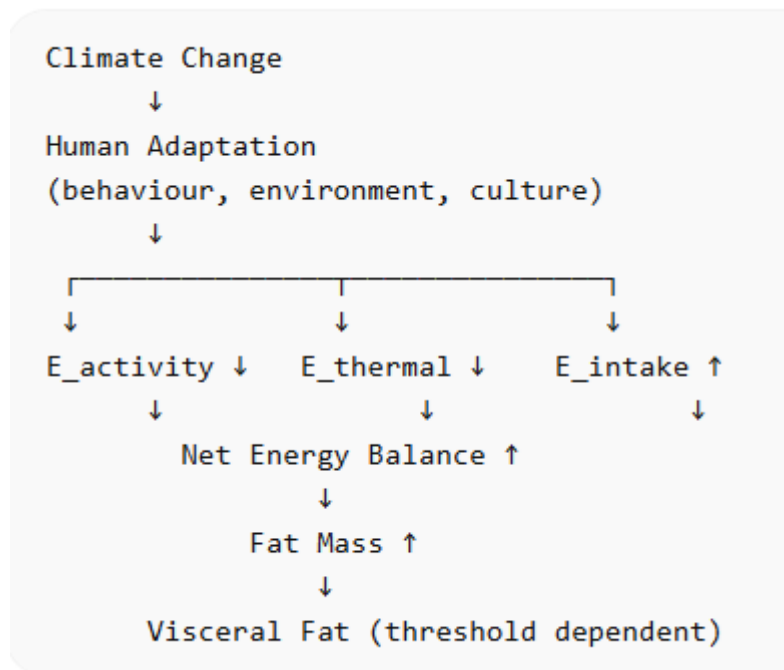 Climate Change
↓
Human Adaptation
(behaviour, environment, culture)
↓
↓ ↓ ↓
E_activity ↓ E_thermal ↓ E_intake ↑
↓ ↓ ↓
Net Energy Balance ↑
↓
Fat Mass ↑
↓
Visceral Fat (threshold dependent)